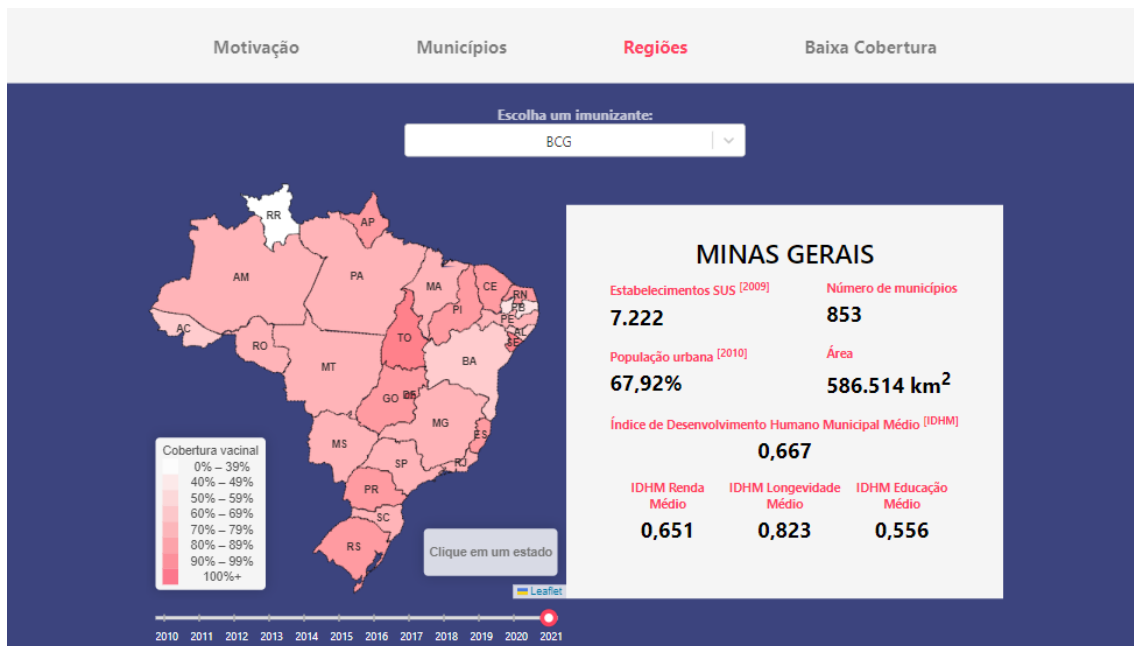 Motivação Municípios Regiões Baixa Cobertura
Escolha um imunizante:
BCG
RR
AP
AM
PA
MA
CE
RN
PB
PI
PE
AC
AL
TO
SE
RO
BA
MT
GO
DF
MG
MS
ES
SP
RJ
PR
SC
RS
Cobertura vacinal
0% – 39%
40% – 49%
50% – 59%
60% – 69%
70% – 79%
80% – 89%
90% – 99%
100%+
Clique em um estado
Leaflet
2010 2011 2012 2013 2014 2015 2016 2017 2018 2019 2020 2021
MINAS GERAIS
Estabelecimentos SUS [2009]
7.222
Número de municípios
853
População urbana [2010]
67,92%
Área
586.514 km²
Índice de Desenvolvimento Humano Municipal Médio [IDHM]
0,667
IDHM Renda
Médio
0,651
IDHM Longevidade
Médio
0,823
IDHM Educação
Médio
0,556